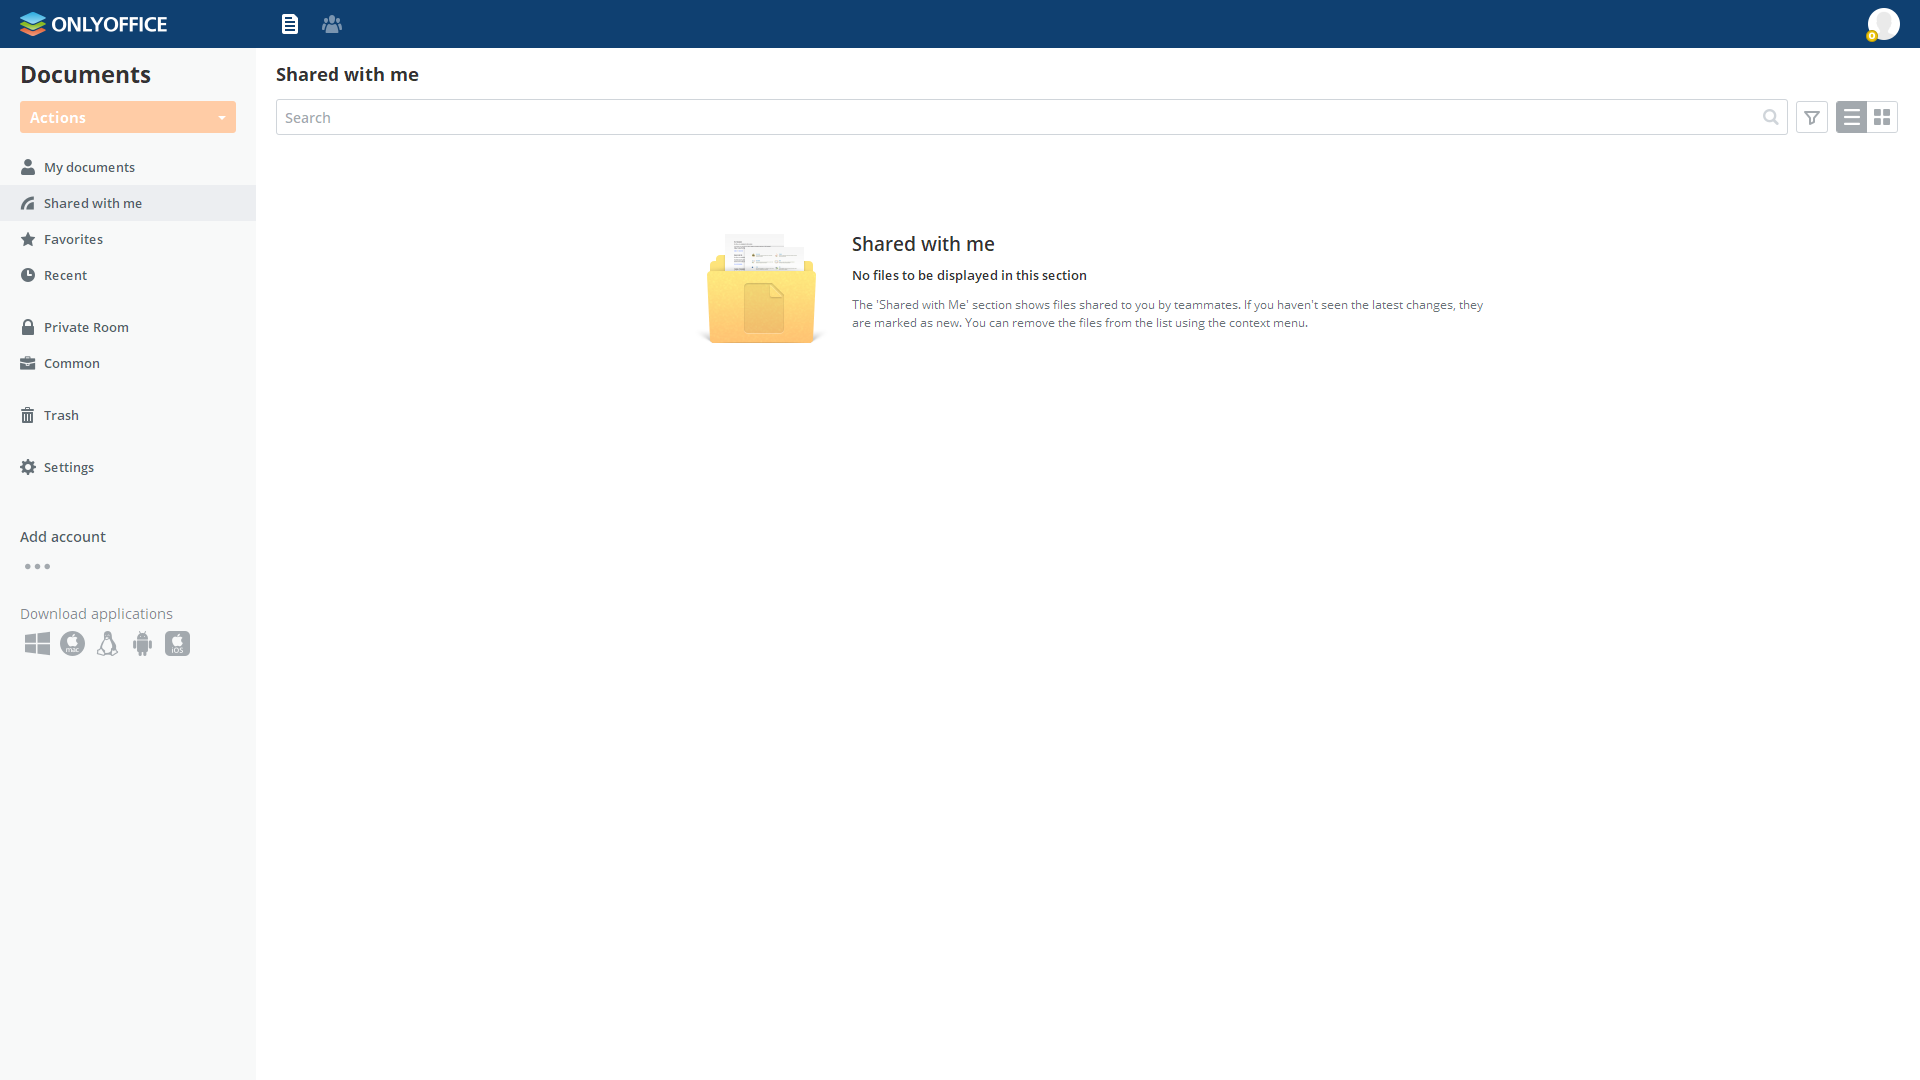 ONLYOFFICE
Documents
Actions
My documents
Shared with me
Favorites
Recent
Private Room
Common
Trash
Settings
Add account
Download applications
mac
iOS
Shared with me
Search
Shared with me
No files to be displayed in this section
The 'Shared with Me' section shows files shared to you by teammates. If you haven't seen the latest changes, they
are marked as new. You can remove the files from the list using the context menu.